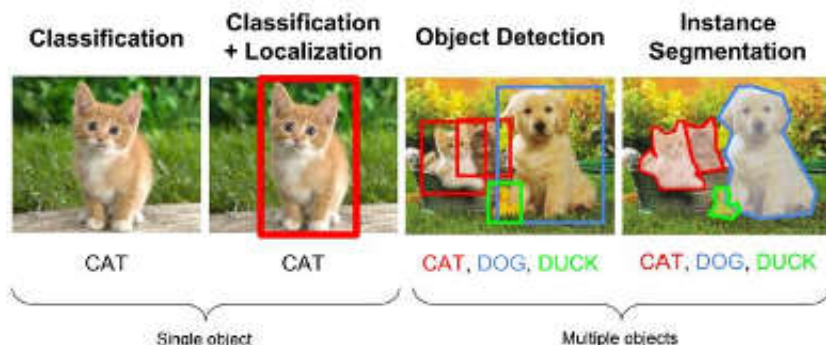 Classification
Classification
+ Localization
Object Detection
Instance
Segmentation
CAT
CAT
CAT, DOG, DUCK
CAT, DOG, DUCK
Single object
Multiple objects